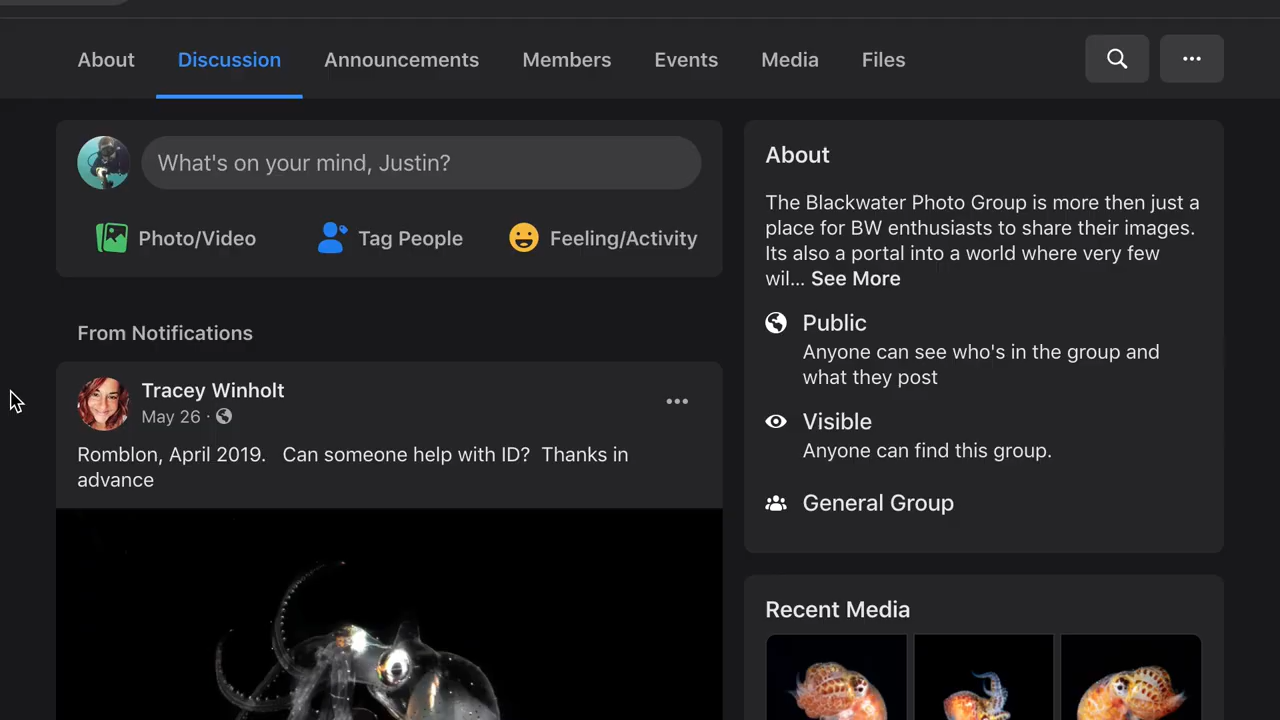 About
Discussion
Announcements
Members
Events
Media
Files
What's on your mind, Justin?
Photo/Video
Tag People
Feeling/Activity
From Notifications
Tracey Winholt
May 26 ·
Romblon, April 2019.   Can someone help with ID?  Thanks in
advance
About
The Blackwater Photo Group is more then just a
place for BW enthusiasts to share their images.
Its also a portal into a world where very few
wil... See More
Public
Anyone can see who's in the group and
what they post
Visible
Anyone can find this group.
General Group
Recent Media